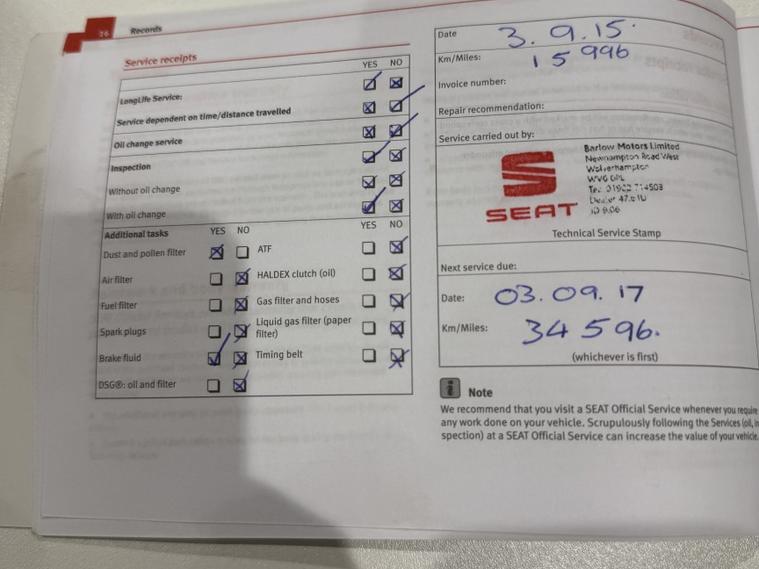 16 Records
Service receipts
YES NO
LongLife Service:
Service dependent on time/distance travelled
Oil change service
Inspection
Without oil change
With oil change
Additional tasks YES NO YES NO
Dust and pollen filter ATF
Air filter HALDEX clutch (oil)
Fuel filter Gas filter and hoses
Spark plugs Liquid gas filter (paper
filter)
Brake fluid Timing belt
DSG®: oil and filter
Date 3.9.15.
Km/Miles: 15996
Invoice number:
Repair recommendation:
Service carried out by:
SEAT
Barlow Motors Limited
Newhampton Road West
Wolverhampton
WV6 0PL
Technical Service Stamp
Next service due:
Date: 03.09.17
Km/Miles: 34596.
(whichever is first)
Note
We recommend that you visit a SEAT Official Service whenever you require
any work done on your vehicle. Scrupulously following the Services (oil, in
spection) at a SEAT Official Service can increase the value of your vehicle.